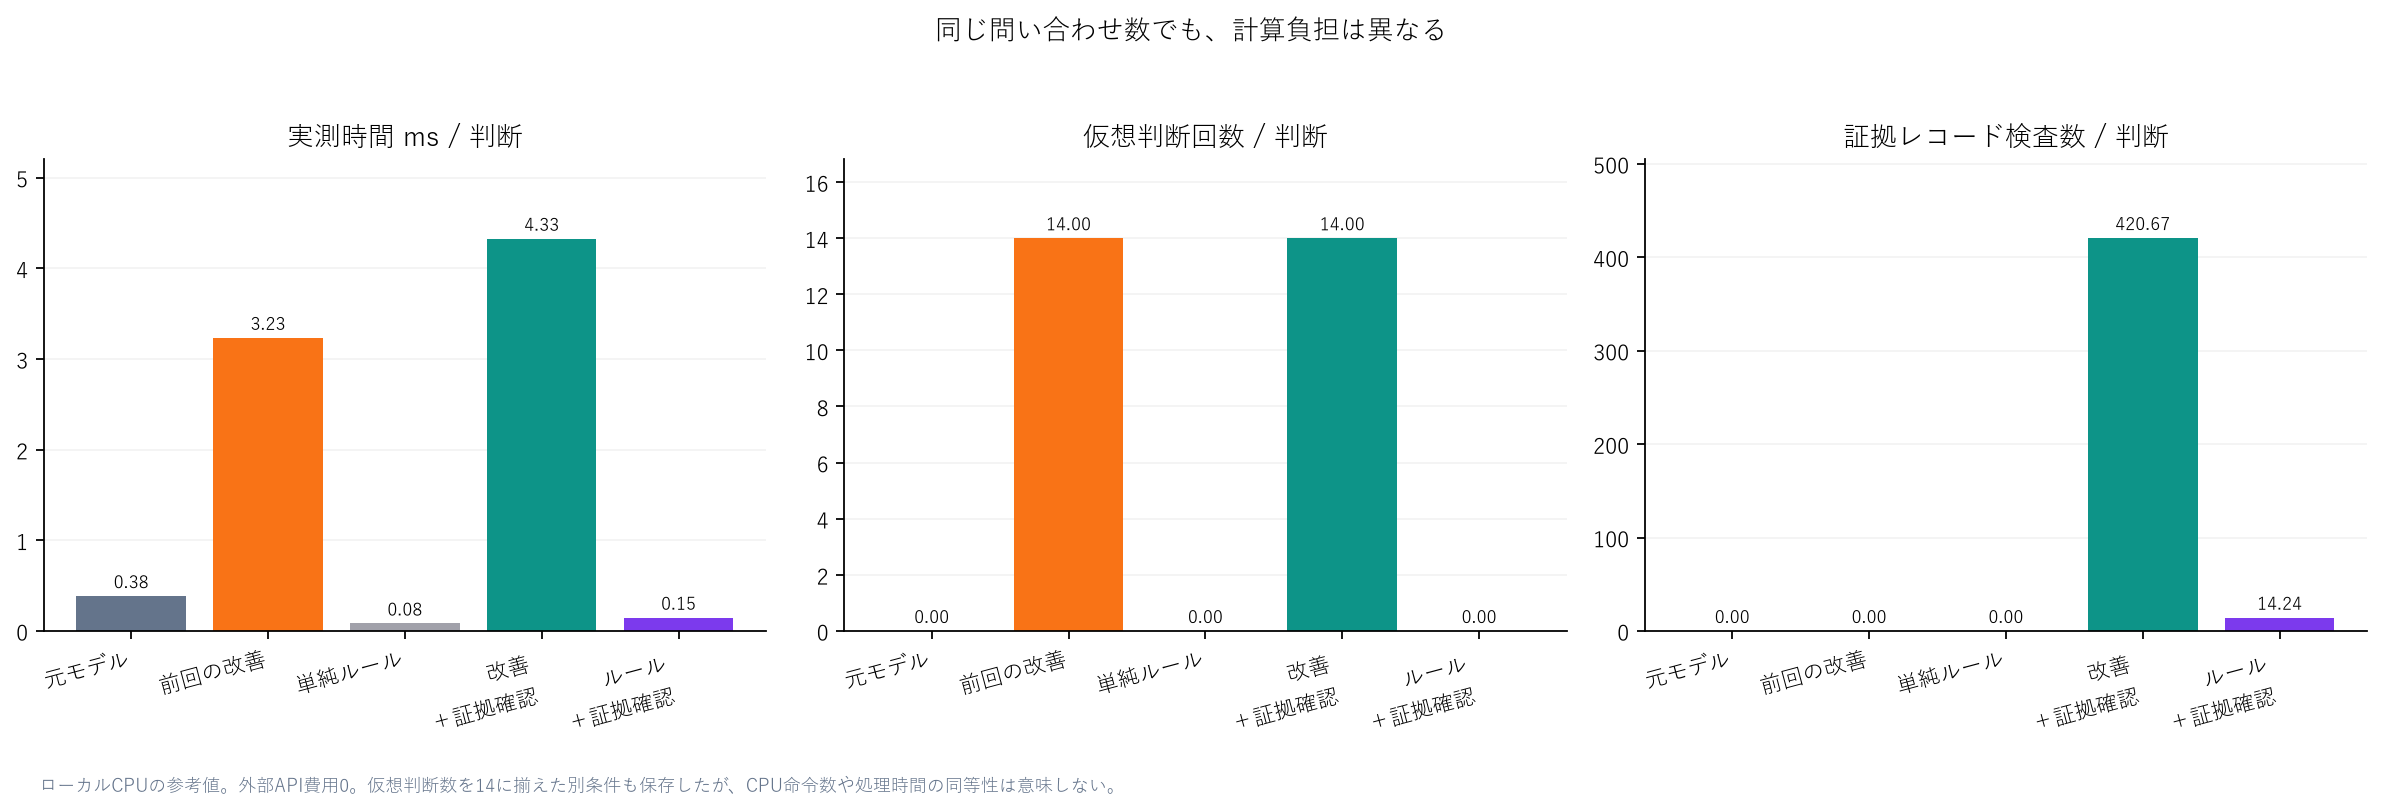 同じ問い合わせ数でも、計算負担は異なる
実測時間 ms / 判断
5
4
3
2
1
0
0.38
3.23
0.08
4.33
0.15
元モデル
前回の改善
単純ルール
改善
＋証拠確認
ルール
＋証拠確認
仮想判断回数 / 判断
16
14
12
10
8
6
4
2
0
0.00
14.00
0.00
14.00
0.00
元モデル
前回の改善
単純ルール
改善
＋証拠確認
ルール
＋証拠確認
証拠レコード検査数 / 判断
500
400
300
200
100
0
0.00
0.00
0.00
420.67
14.24
元モデル
前回の改善
単純ルール
改善
＋証拠確認
ルール
＋証拠確認
ローカルCPUの参考値。外部API費用0。仮想判断数を14に揃えた別条件も保存したが、CPU命令数や処理時間の同等性は意味しない。